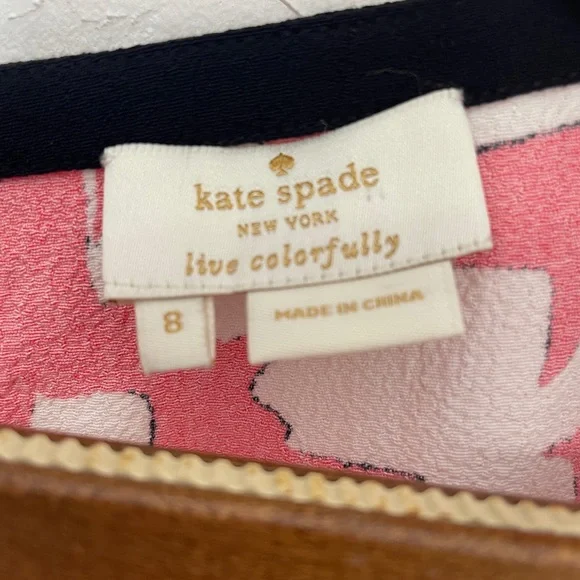 kate spade
NEW YORK
live colorfully
8
MADE IN CHINA